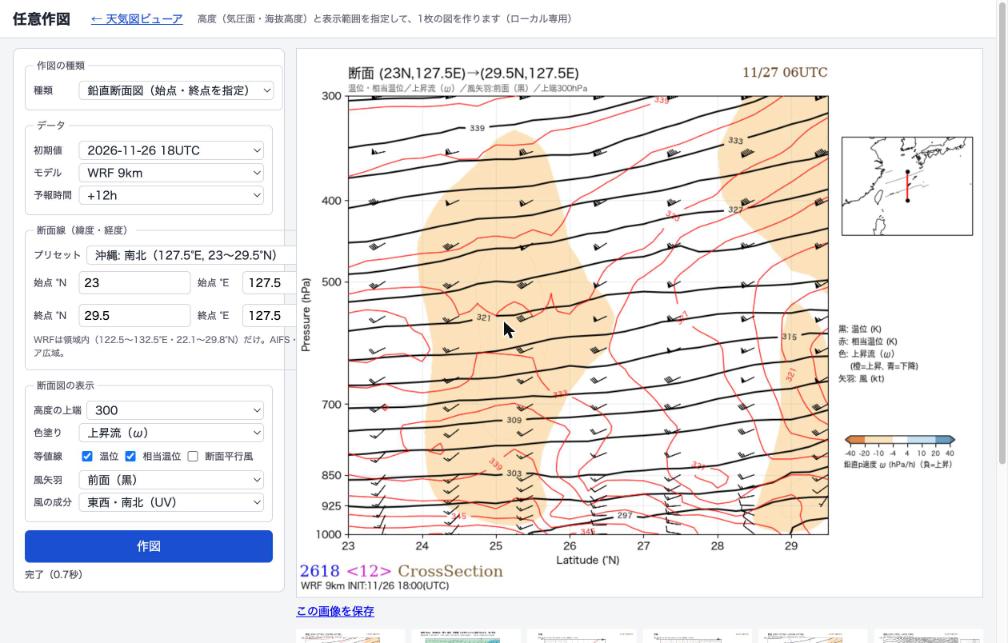 任意作図
← 天気図ビューア
高度（気圧面・海抜高度）と表示範囲を指定して、1枚の図を作ります（ローカル専用）
作図の種類
種類 鉛直断面図（始点・終点を指定）
データ
初期値 2026-11-26 18UTC
モデル WRF 9km
予報時間 +12h
断面線（緯度・経度）
プリセット 沖縄: 南北（127.5°E, 23〜29.5°N）
始点 °N 23 始点 °E 127.5
終点 °N 29.5 終点 °E 127.5
WRFは領域内（122.5〜132.5°E・22.1〜29.8°N）だけ。AIFS・
ア広域。
断面図の表示
高度の上端 300
色塗り 上昇流（ω）
等値線 温位 相当温位 断面平行風
風矢羽 前面（黒）
風の成分 東西・南北（UV）
作図
完了（0.7秒）
断面 (23N,127.5E)→(29.5N,127.5E)
11/27 06UTC
温位・相当温位／上昇流（ω）／風矢羽:前面（黒）／上端300hPa
300
400
500
700
850
925
1000
Pressure (hPa)
339
339
333
330
327
321
315
321
333
309
339
303
297
345
345
23 24 25 26 27 28 29
Latitude (°N)
黒: 温位 (K)
赤: 相当温位 (K)
色: 上昇流（ω）
(橙=上昇, 青=下降)
矢羽: 風 (kt)
-40 -20 -10 -4 4 10 20 40
鉛直p速度 ω (hPa/h)（負=上昇）
2618 <12> CrossSection
WRF 9km INIT:11/26 18:00(UTC)
この画像を保存